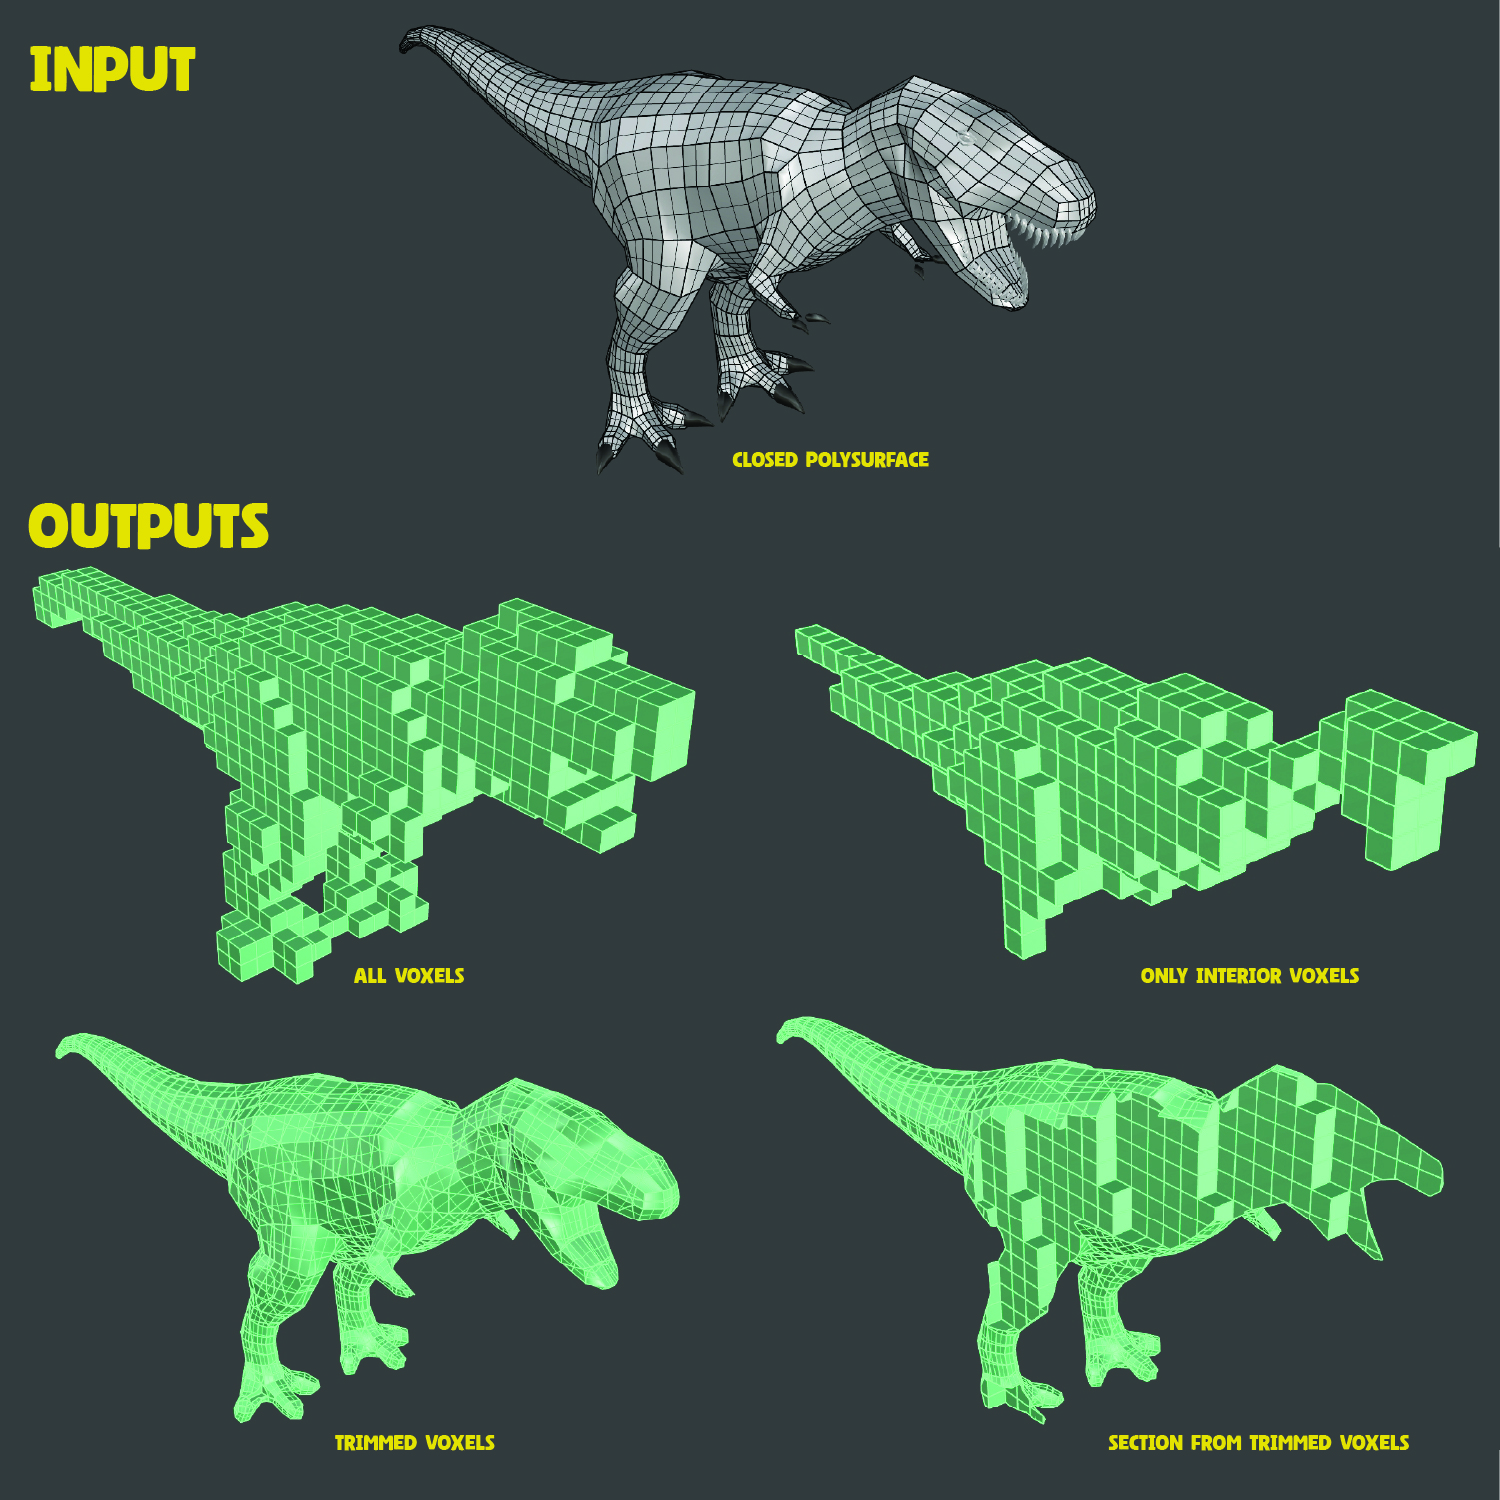 INPUT
CLOSED POLYSURFACE
OUTPUTS
ALL VOXELS
ONLY INTERIOR VOXELS
TRIMMED VOXELS
SECTION FROM TRIMMED VOXELS